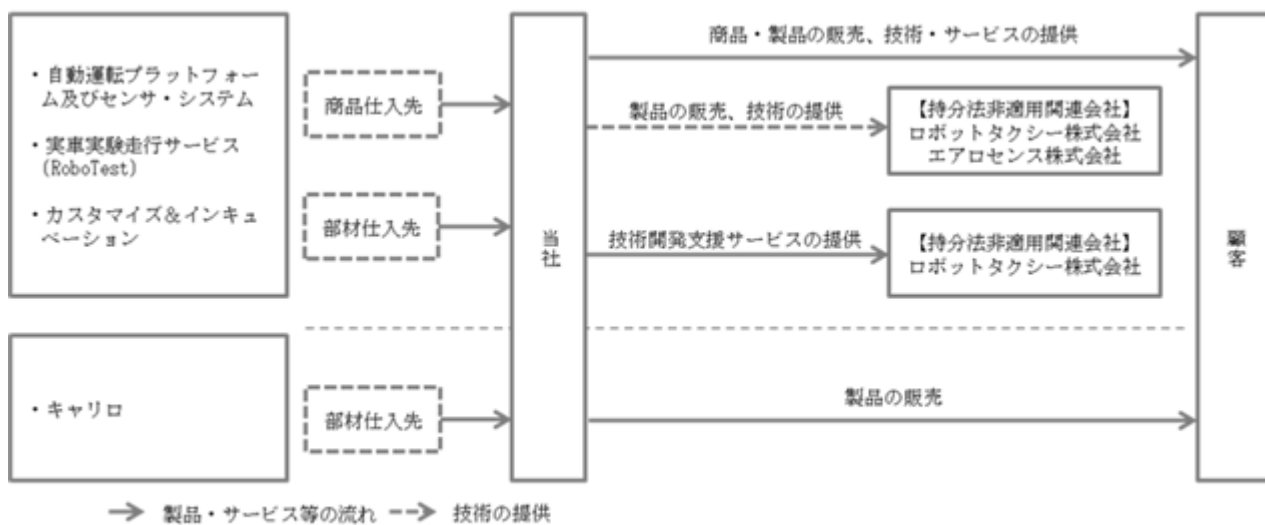 ・自動運転プラットフォー
ム及びセンサ・システム
・実車実験走行サービス
(RoboTest)
・カスタマイズ＆インキュ
ベーション
商品仕入先
部材仕入先
当社
商品・製品の販売、技術・サービスの提供
製品の販売、技術の提供
【持分法非適用関連会社】
ロボットタクシー株式会社
エアロセンス株式会社
技術開発支援サービスの提供
【持分法非適用関連会社】
ロボットタクシー株式会社
顧客
・キャリロ
部材仕入先
製品の販売
製品・サービス等の流れ
技術の提供